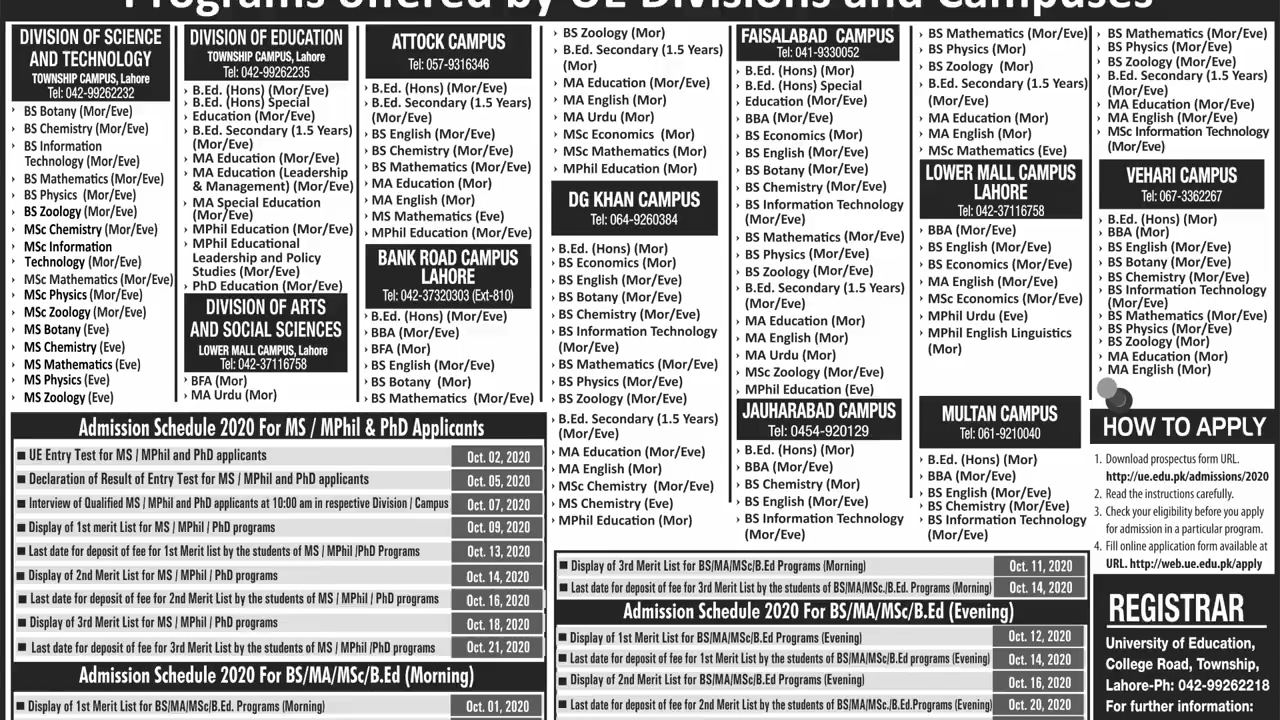 Programs offered by UE Divisions and Campuses
DIVISION OF SCIENCE
AND TECHNOLOGY
TOWNSHIP CAMPUS, Lahore
Tel: 042-99262232
BS Botany (Mor/Eve)
BS Chemistry (Mor/Eve)
BS Information
Technology (Mor/Eve)
BS Mathematics (Mor/Eve)
BS Physics (Mor/Eve)
BS Zoology (Mor/Eve)
MSc Chemistry (Mor/Eve)
MSc Information
Technology (Mor/Eve)
MSc Mathematics (Mor/Eve)
MSc Physics (Mor/Eve)
MSc Zoology (Mor/Eve)
MS Botany (Eve)
MS Chemistry (Eve)
MS Mathematics (Eve)
MS Physics (Eve)
MS Zoology (Eve)
DIVISION OF EDUCATION
TOWNSHIP CAMPUS, Lahore
Tel: 042-99262235
B.Ed. (Hons) (Mor/Eve)
B.Ed. (Hons) Special
Education (Mor/Eve)
B.Ed. Secondary (1.5 Years)
(Mor/Eve)
MA Education (Mor/Eve)
MA Education (Leadership
& Management) (Mor/Eve)
MA Special Education
(Mor/Eve)
MPhil Education (Mor/Eve)
MPhil Educational
Leadership and Policy
Studies (Mor/Eve)
PhD Education (Mor/Eve)
DIVISION OF ARTS
AND SOCIAL SCIENCES
LOWER MALL CAMPUS, Lahore
Tel: 042-37116758
BFA (Mor)
MA Urdu (Mor)
ATTOCK CAMPUS
Tel: 057-9316346
B.Ed. (Hons) (Mor/Eve)
B.Ed. Secondary (1.5 Years)
(Mor/Eve)
BS English (Mor/Eve)
BS Chemistry (Mor/Eve)
BS Mathematics (Mor/Eve)
MA Education (Mor)
MA English (Mor)
MS Mathematics (Eve)
MPhil Education (Mor/Eve)
BANK ROAD CAMPUS
LAHORE
Tel: 042-37320303 (Ext-810)
B.Ed. (Hons) (Mor/Eve)
BBA (Mor/Eve)
BFA (Mor)
BS English (Mor/Eve)
BS Botany (Mor)
BS Mathematics (Mor/Eve)
BS Zoology (Mor)
B.Ed. Secondary (1.5 Years)
(Mor)
MA Education (Mor/Eve)
MA English (Mor)
MA Urdu (Mor)
MSc Economics (Mor)
MSc Mathematics (Mor)
MPhil Education (Mor)
DG KHAN CAMPUS
Tel: 064-9260384
B.Ed. (Hons) (Mor)
BS Economics (Mor)
BS English (Mor/Eve)
BS Botany (Mor/Eve)
BS Chemistry (Mor/Eve)
BS Information Technology
(Mor/Eve)
BS Mathematics (Mor/Eve)
BS Physics (Mor/Eve)
BS Zoology (Mor/Eve)
B.Ed. Secondary (1.5 Years)
(Mor/Eve)
MA Education (Mor/Eve)
MA English (Mor)
MSc Chemistry (Mor/Eve)
MS Chemistry (Eve)
MPhil Education (Mor)
FAISALABAD CAMPUS
Tel: 041-9330052
B.Ed. (Hons) (Mor)
B.Ed. (Hons) Special
Education (Mor/Eve)
BBA (Mor/Eve)
BS Economics (Mor)
BS English (Mor/Eve)
BS Botany (Mor/Eve)
BS Chemistry (Mor/Eve)
BS Information Technology
(Mor/Eve)
BS Mathematics (Mor/Eve)
BS Physics (Mor/Eve)
BS Zoology (Mor/Eve)
B.Ed. Secondary (1.5 Years)
(Mor/Eve)
MA Education (Mor)
MA English (Mor)
MA Urdu (Mor)
MSc Zoology (Mor/Eve)
MPhil Education (Eve)
JAUHARABAD CAMPUS
Tel: 0454-920129
B.Ed. (Hons) (Mor)
BBA (Mor/Eve)
BS Chemistry (Mor)
BS English (Mor/Eve)
BS Information Technology
(Mor/Eve)
BS Mathematics (Mor/Eve)
BS Physics (Mor)
BS Zoology (Mor)
B.Ed. Secondary (1.5 Years)
(Mor/Eve)
MA Education (Mor)
MA English (Mor)
MSc Mathematics (Eve)
LOWER MALL CAMPUS
LAHORE
Tel: 042-37116758
BBA (Mor/Eve)
BS English (Mor/Eve)
BS Economics (Mor/Eve)
MA English (Mor/Eve)
MSc Economics (Mor/Eve)
MPhil Urdu (Eve)
MPhil English Linguistics
(Mor)
MULTAN CAMPUS
Tel: 061-9210040
B.Ed. (Hons) (Mor)
BBA (Mor/Eve)
BS English (Mor/Eve)
BS Chemistry (Mor/Eve)
BS Information Technology
(Mor/Eve)
BS Mathematics (Mor/Eve)
BS Physics (Mor/Eve)
BS Zoology (Mor/Eve)
B.Ed. Secondary (1.5 Years)
(Mor/Eve)
MA Education (Mor/Eve)
MA English (Mor/Eve)
MSc Information Technology
(Mor/Eve)
VEHARI CAMPUS
Tel: 067-3362267
B.Ed. (Hons) (Mor)
BBA (Mor)
BS English (Mor/Eve)
BS Botany (Mor/Eve)
BS Chemistry (Mor/Eve)
BS Information Technology
(Mor/Eve)
BS Mathematics (Mor/Eve)
BS Physics (Mor/Eve)
BS Zoology (Mor)
MA Education (Mor/Eve)
MA English (Mor)
Admission Schedule 2020 For MS / MPhil & PhD Applicants
UE Entry Test for MS / MPhil and PhD applicants Oct. 02, 2020
Declaration of Result of Entry Test for MS / MPhil and PhD applicants Oct. 05, 2020
Interview of Qualified MS / MPhil and PhD applicants at 10:00 am in respective Division / Campus Oct. 07, 2020
Display of 1st merit List for MS / MPhil / PhD programs Oct. 09, 2020
Last date for deposit of fee for 1st Merit list by the students of MS / MPhil /PhD Programs Oct. 13, 2020
Display of 2nd Merit List for MS / MPhil / PhD programs Oct. 14, 2020
Last date for deposit of fee for 2nd Merit List by the students of MS / MPhil / PhD programs Oct. 16, 2020
Display of 3rd Merit List for MS / MPhil / PhD programs Oct. 18, 2020
Last date for deposit of fee for 3rd Merit List by the students of MS / MPhil /PhD programs Oct. 21, 2020
Admission Schedule 2020 For BS/MA/MSc/B.Ed (Morning)
Display of 1st Merit List for BS/MA/MSc/B.Ed. Programs (Morning) Oct. 01, 2020
Display of 3rd Merit List for BS/MA/MSc/B.Ed Programs (Morning) Oct. 11, 2020
Last date for deposit of fee for 3rd Merit List by the students of BS/MA/MSc./B.Ed. Programs (Morning) Oct. 14, 2020
Admission Schedule 2020 For BS/MA/MSc/B.Ed (Evening)
Display of 1st Merit List for BS/MA/MSc/B.Ed Programs (Evening) Oct. 12, 2020
Last date for deposit of fee for 1st Merit List by the students of BS/MA/MSc/B.Ed programs (Evening) Oct. 14, 2020
Display of 2nd Merit List for BS/MA/MSc/B.Ed Programs (Evening) Oct. 16, 2020
Last date for deposit of fee for 2nd Merit List by the students of BS/MA/MSc./B.Ed.Programs (Evening) Oct. 20, 2020
HOW TO APPLY
1. Download prospectus form URL.
http://ue.edu.pk/admissions/2020
2. Read the instructions carefully.
3. Check your eligibility before you apply
for admission in a particular program.
4. Fill online application form available at
URL. http://web.ue.edu.pk/apply
REGISTRAR
University of Education,
College Road, Township,
Lahore-Ph: 042-99262218
For further information: